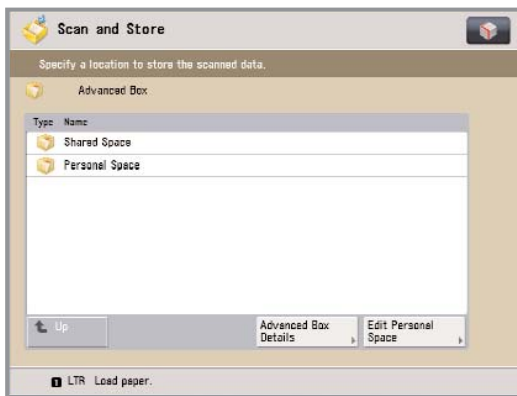 Scan and Store
Specify a location to store the scanned data.
Advanced Box
Type Name
Shared Space
Personal Space
Up
Advanced Box
Details
Edit Personal
Space
1 LTR Load paper.